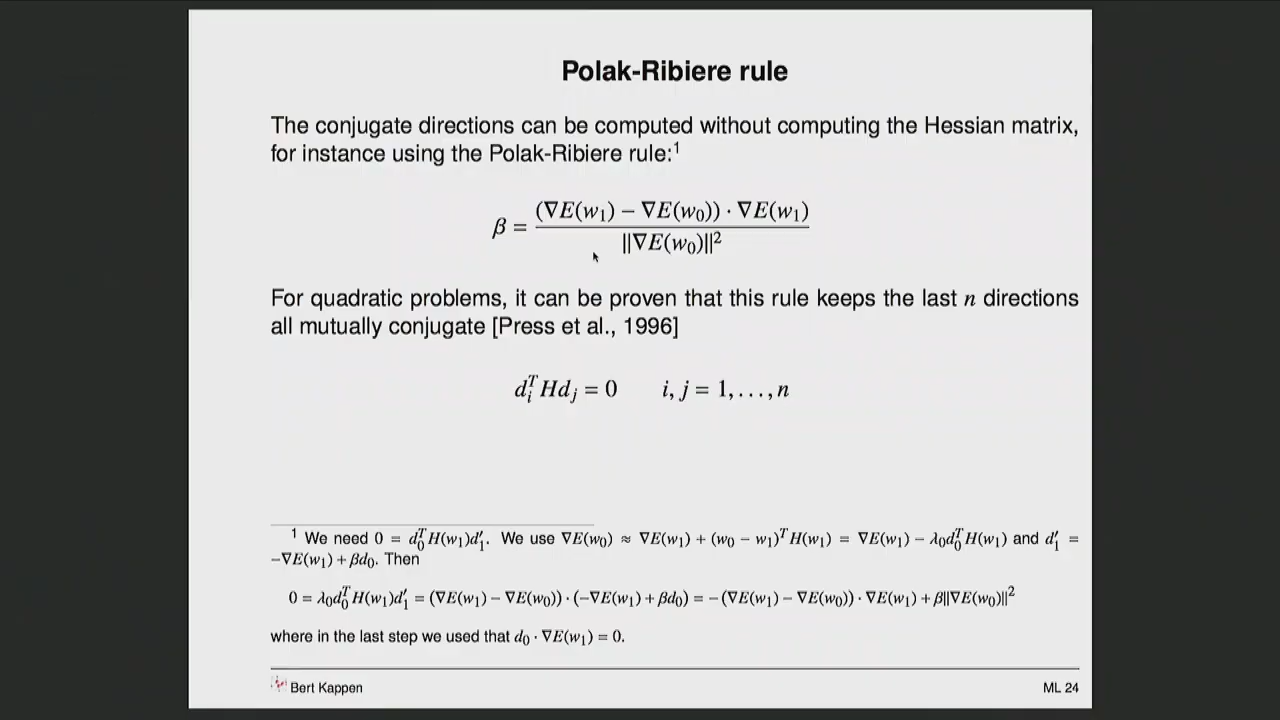 Polak-Ribiere rule
The conjugate directions can be computed without computing the Hessian matrix,
for instance using the Polak-Ribiere rule:¹
β = (∇E(w₁) − ∇E(w₀)) · ∇E(w₁) / ||∇E(w₀)||²
For quadratic problems, it can be proven that this rule keeps the last n directions
all mutually conjugate [Press et al., 1996]
dᵢᵀHdⱼ = 0 i, j = 1, . . . , n
¹ We need 0 = d₀ᵀH(w₁)d₁′. We use ∇E(w₀) ≈ ∇E(w₁) + (w₀ − w₁)ᵀH(w₁) = ∇E(w₁) − λ₀d₀ᵀH(w₁) and d₁′ =
−∇E(w₁) + βd₀. Then
0 = λ₀d₀ᵀH(w₁)d₁′ = (∇E(w₁) − ∇E(w₀)) · (−∇E(w₁) + βd₀) = −(∇E(w₁) − ∇E(w₀)) · ∇E(w₁) + β||∇E(w₀)||²
where in the last step we used that d₀ · ∇E(w₁) = 0.
Bert Kappen
ML 24